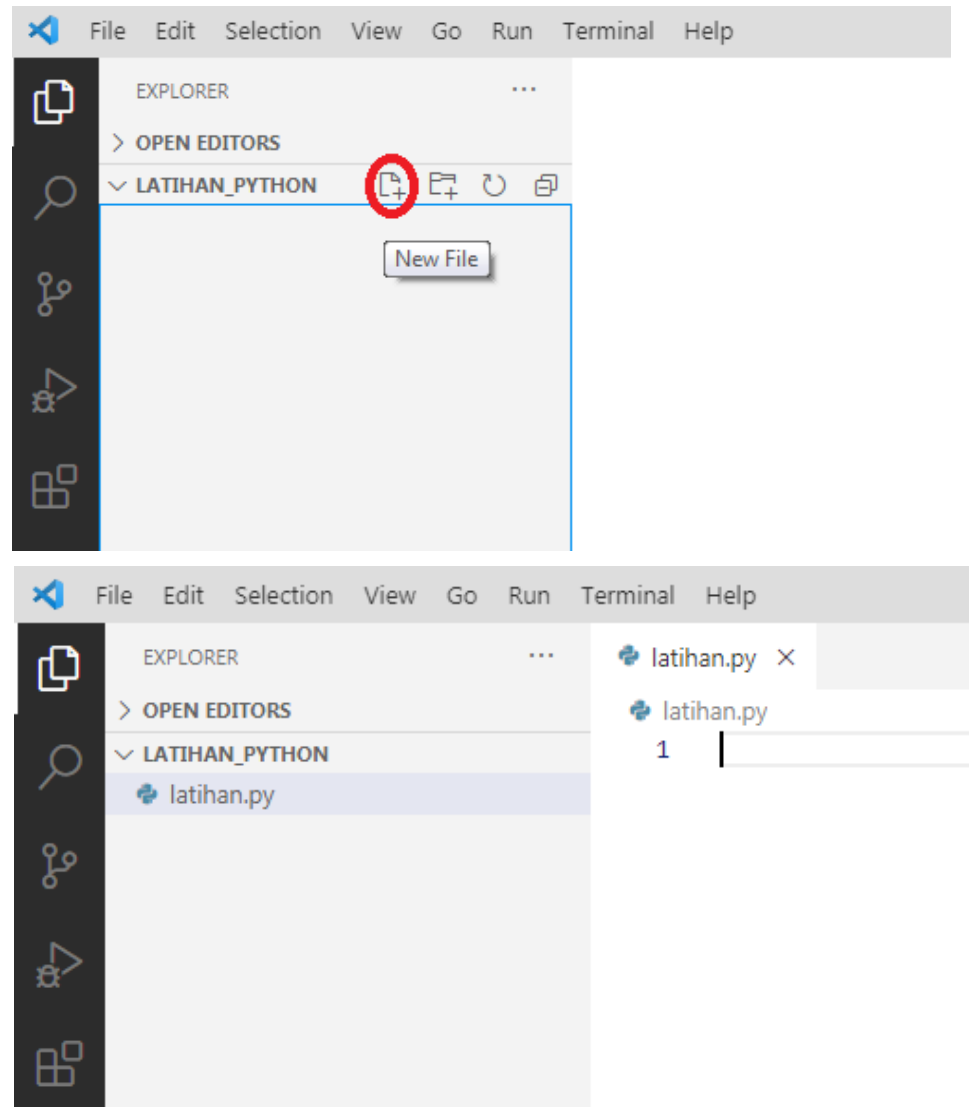 File Edit Selection View Go Run Terminal Help
EXPLORER
OPEN EDITORS
LATIHAN_PYTHON
New File
File Edit Selection View Go Run Terminal Help
EXPLORER
latihan.py
OPEN EDITORS
latihan.py
LATIHAN_PYTHON
1
latihan.py